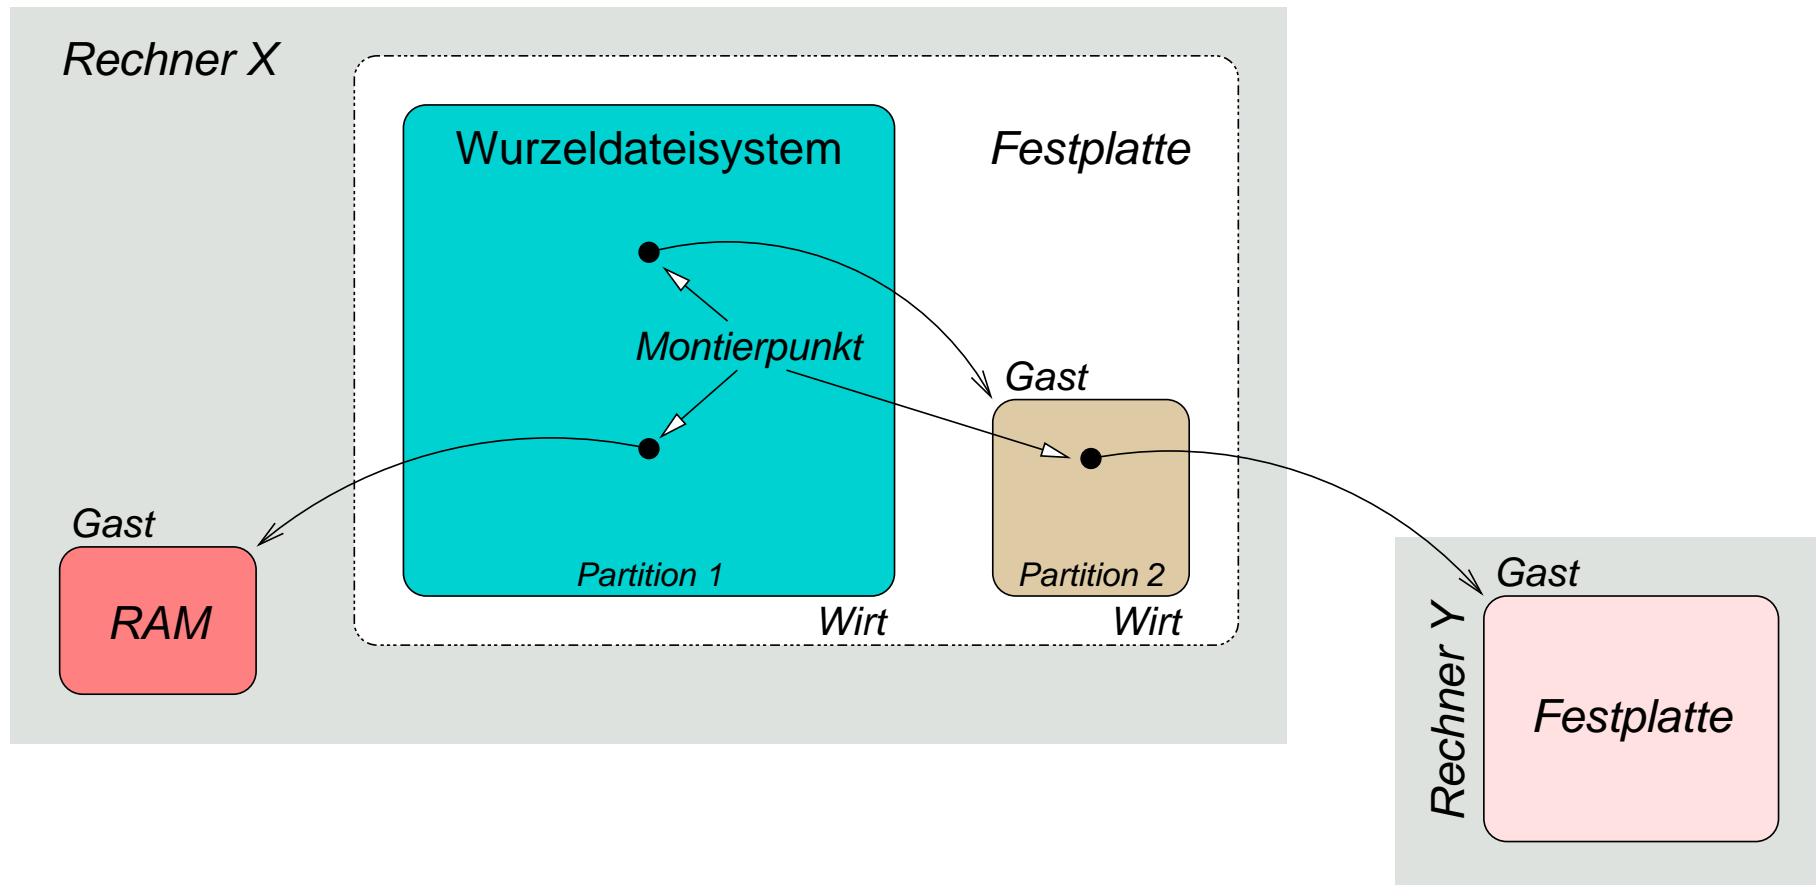 Rechner X
Wurzeldateisystem
Festplatte
Montierpunkt
Gast
Gast
RAM
Partition 1
Wirt
Partition 2
Wirt
Gast
Rechner Y
Festplatte